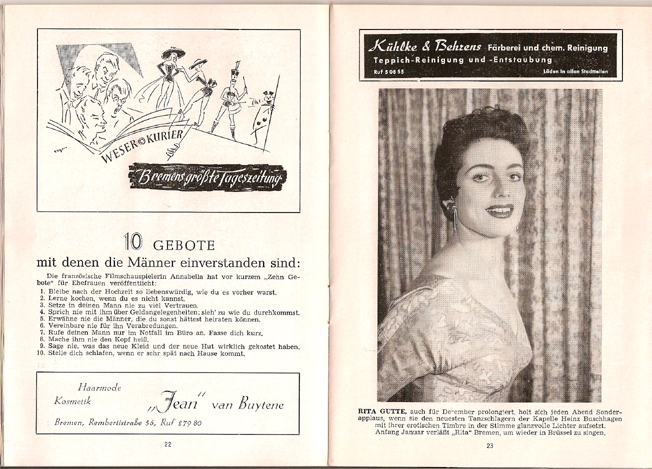 WESER KURIER
Bremens größte Tageszeitung
10 GEBOTE
mit denen die Männer einverstanden sind:
Die französische Filmschauspielerin Annabella hat vor kurzem „Zehn Ge-
bote" für Ehefrauen veröffentlicht:
1. Bleibe nach der Hochzeit so liebenswürdig, wie du es vorher warst.
2. Lerne kochen, wenn du es nicht kannst.
3. Setze in deinen Mann nie zu viel Vertrauen.
4. Sprich nie mit ihm über Geldangelegenheiten; sieh' zu wie du durchkommst.
5. Erwähne nie die Männer, die du sonst hättest heiraten können.
6. Vereinbare nie für ihn Verabredungen.
7. Rufe deinen Mann nur im Notfall im Büro an. Fasse dich kurz.
8. Mache ihm nie den Kopf heiß.
9. Sage nie, was das neue Kleid und der neue Hut wirklich gekostet haben.
10. Stelle dich schlafen, wenn er sehr spät nach Hause kommt.
Haarmode
Kosmetik
„Jean" van Buytene
Bremen, Rembertistraße 56, Ruf 27980
22
Kühlke & Behrens Färberei und chem. Reinigung
Teppich-Reinigung und -Entstaubung
Ruf 50855 Läden in allen Stadtteilen
RITA GUTTE, auch für Dezember prolongiert, holt sich jeden Abend Sonder-
applaus, wenn sie den neuesten Tanzschlagern der Kapelle Heinz Buschhagen
mit ihrer erotischen Timbre in der Stimme glanzvolle Lichter aufsetzt.
Anfang Januar verläßt „Rita" Bremen, um wieder in Brüssel zu singen.
23